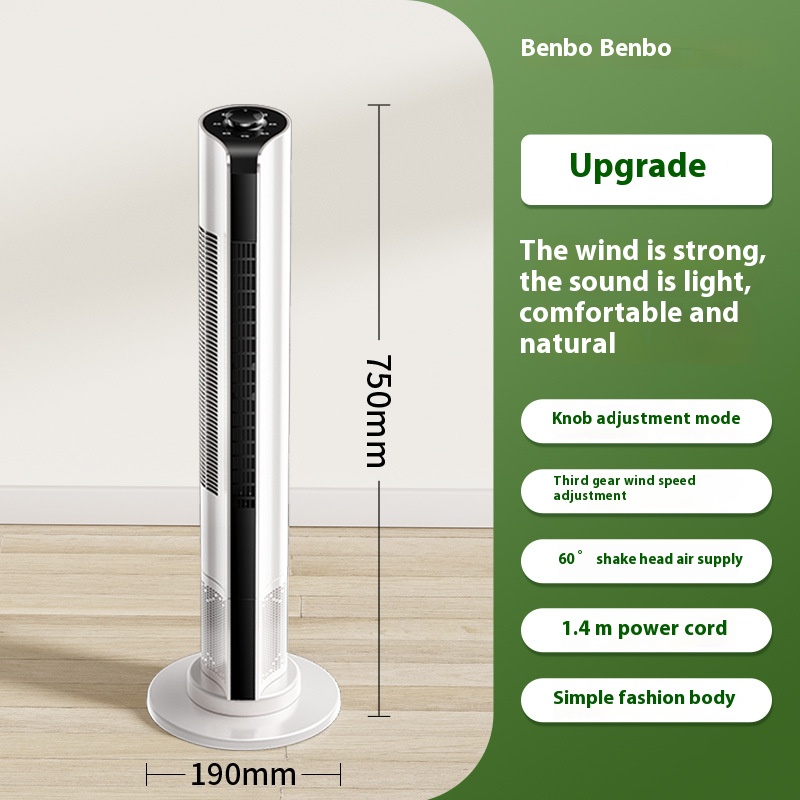 Benbo Benbo
Upgrade
The wind is strong,
the sound is light,
comfortable and
natural
Knob adjustment mode
Third gear wind speed
adjustment
60° shake head air supply
1.4 m power cord
Simple fashion body
750mm
190mm